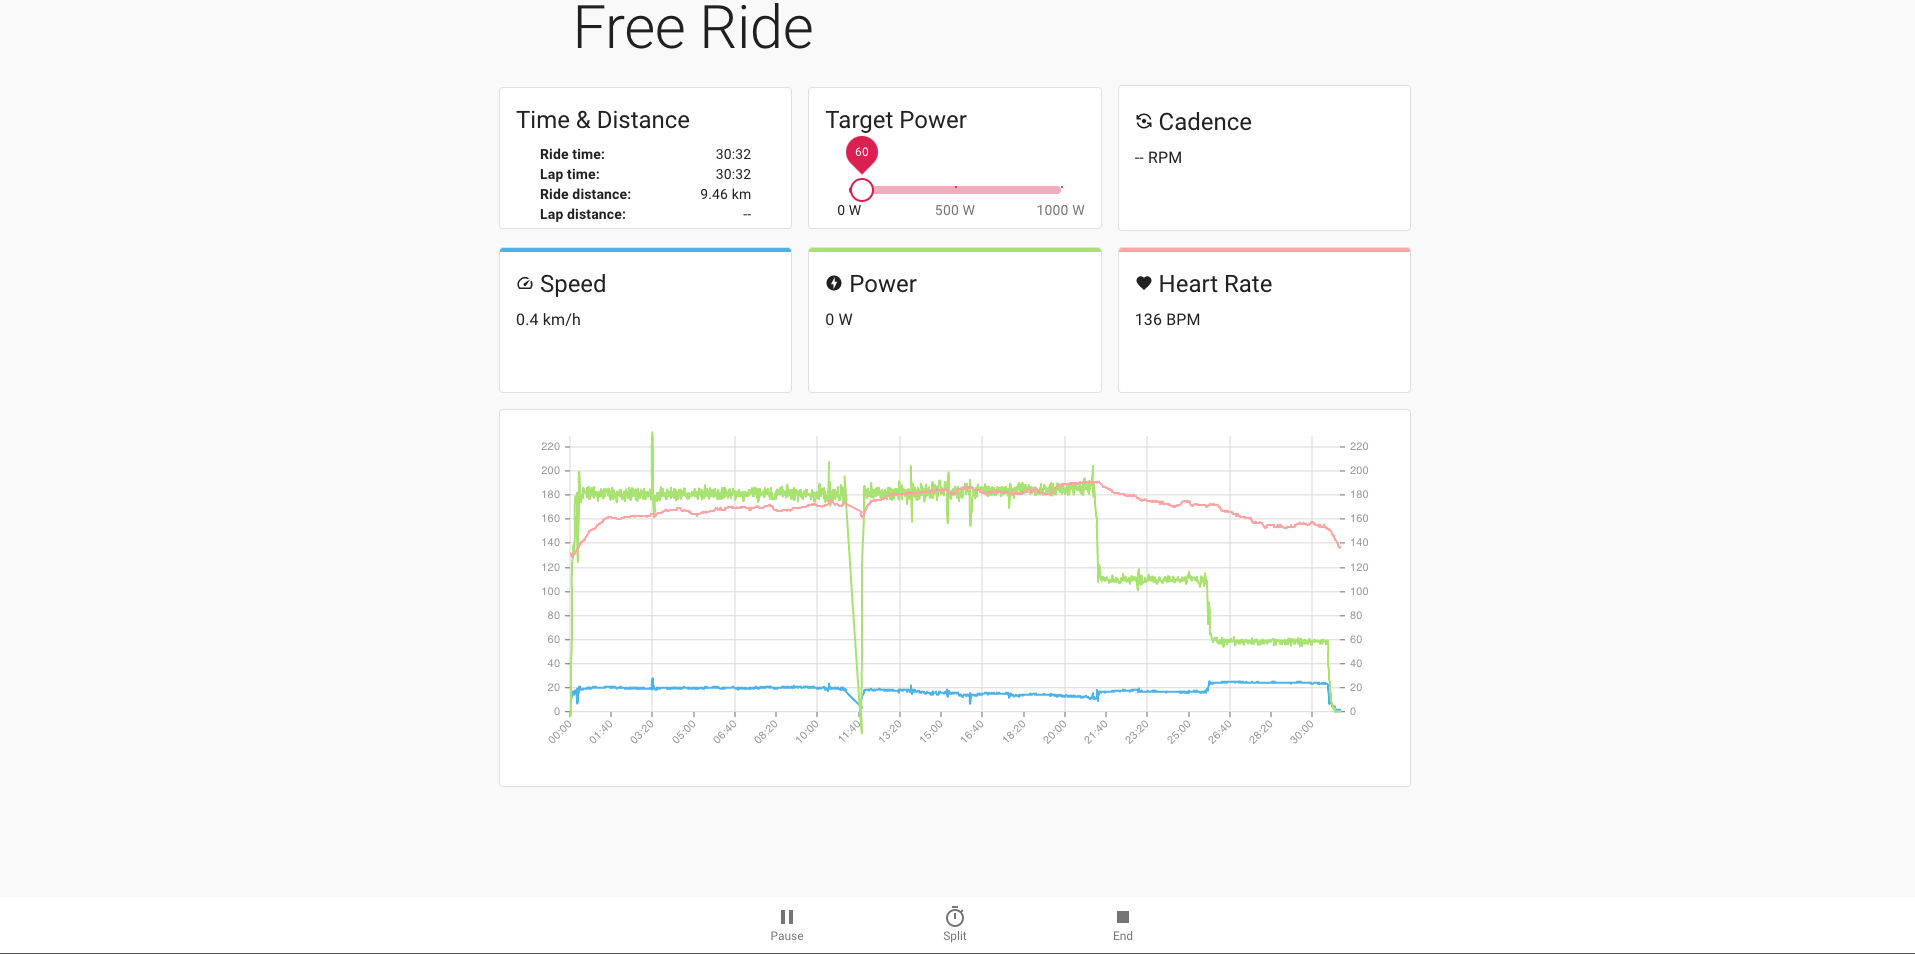 Free Ride
Time & Distance
Ride time: 30:32
Lap time: 30:32
Ride distance: 9.46 km
Lap distance: --
Target Power
60
0 W 500 W 1000 W
Cadence
-- RPM
Speed
0.4 km/h
Power
0 W
Heart Rate
136 BPM
220 220
200 200
180 180
160 160
140 140
120 120
100 100
80 80
60 60
40 40
20 20
0 0
00:00 01:40 03:20 05:00 06:40 08:20 10:00 11:40 13:20 15:00 16:40 18:20 20:00 21:40 23:20 25:00 26:40 28:20 30:00
Pause Split End